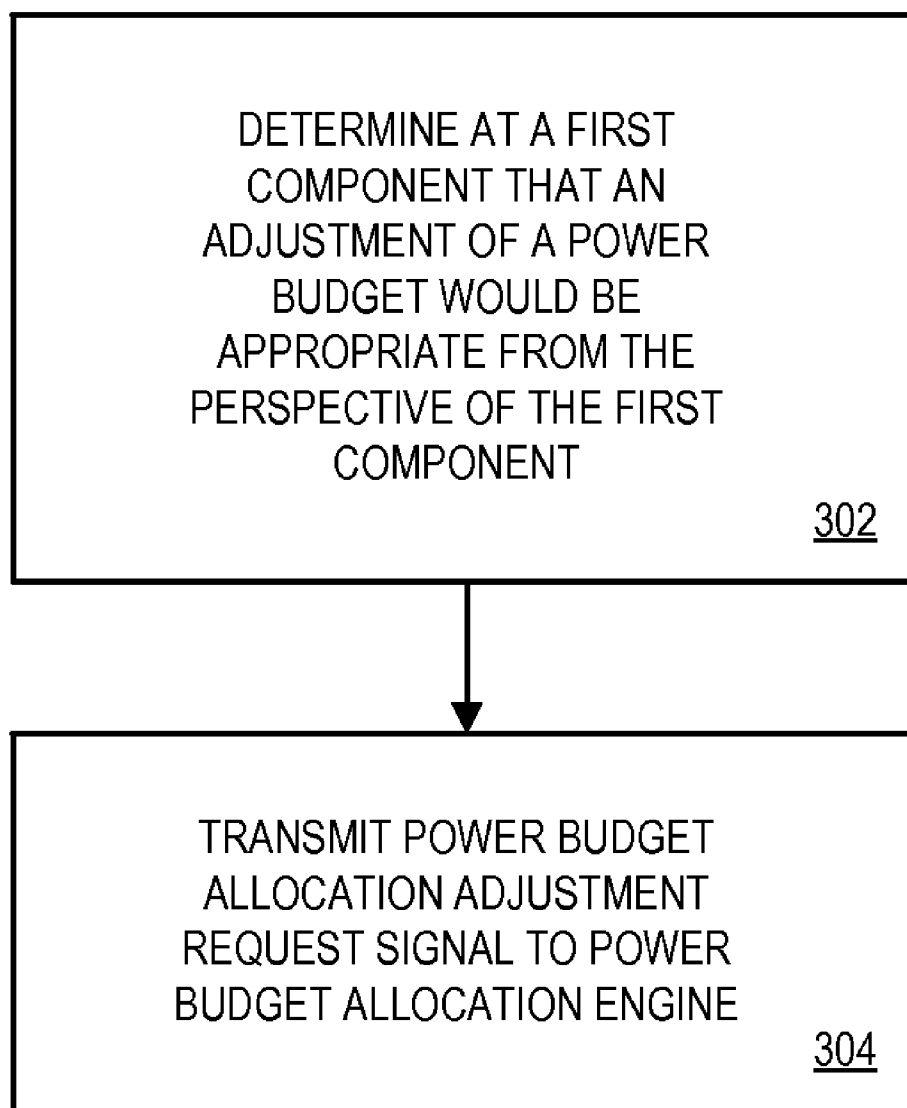 DETERMINE AT A FIRST
COMPONENT THAT AN
ADJUSTMENT OF A POWER
BUDGET WOULD BE
APPROPRIATE FROM THE
PERSPECTIVE OF THE FIRST
COMPONENT
302
TRANSMIT POWER BUDGET
ALLOCATION ADJUSTMENT
REQUEST SIGNAL TO POWER
BUDGET ALLOCATION ENGINE
304